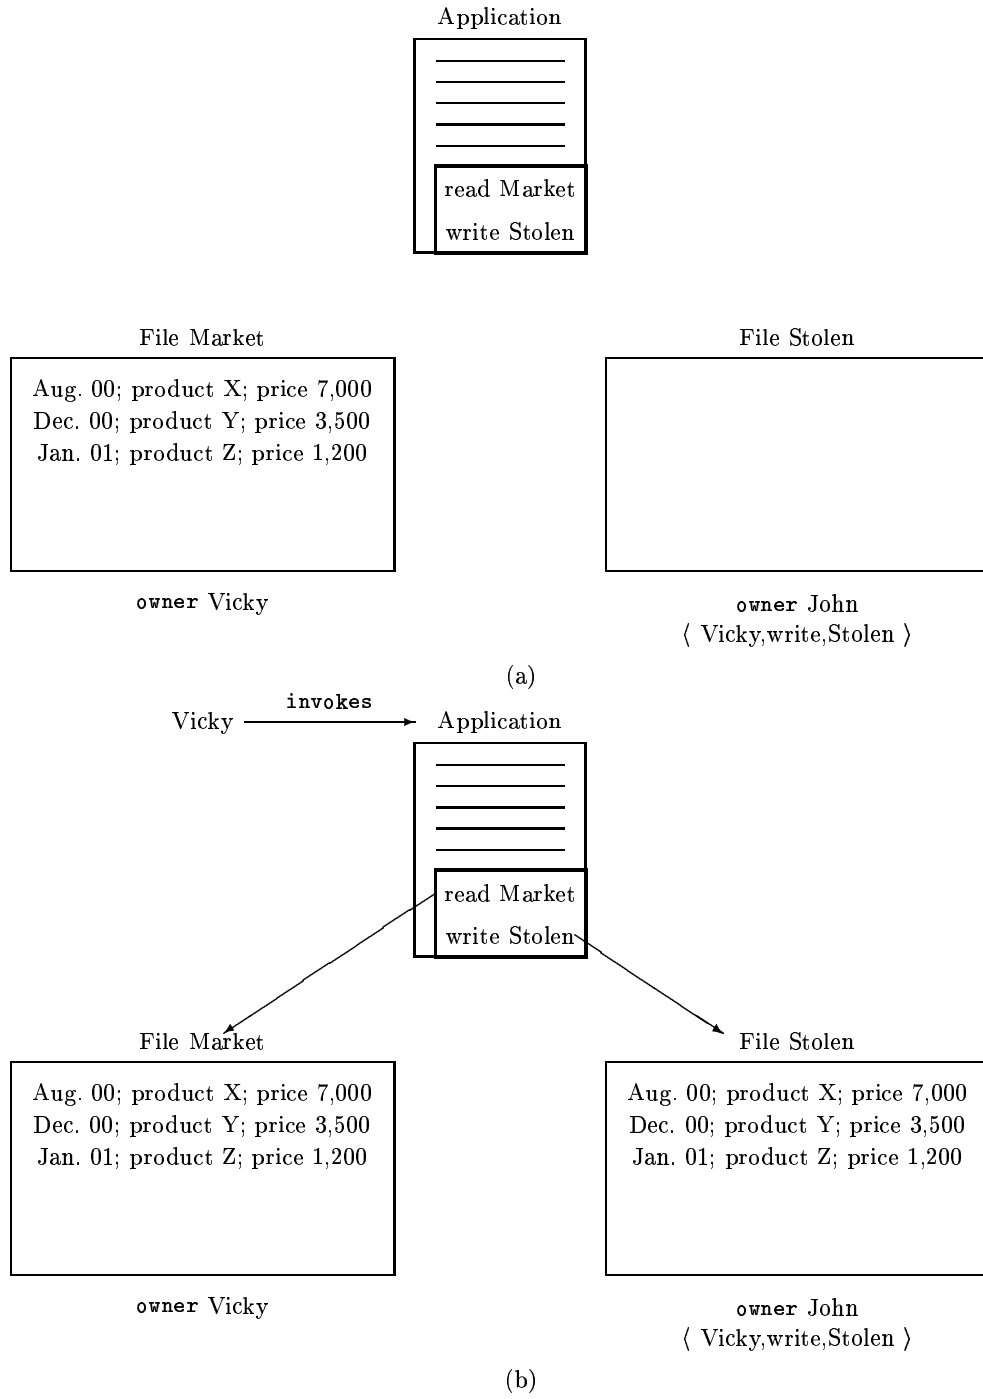 Application
read Market
write Stolen
File Market
File Stolen
Aug. 00; product X; price 7,000
Dec. 00; product Y; price 3,500
Jan. 01; product Z; price 1,200
owner Vicky
owner John
⟨ Vicky,write,Stolen ⟩
(a)
Vicky
invokes
Application
read Market
write Stolen
File Market
File Stolen
Aug. 00; product X; price 7,000
Dec. 00; product Y; price 3,500
Jan. 01; product Z; price 1,200
Aug. 00; product X; price 7,000
Dec. 00; product Y; price 3,500
Jan. 01; product Z; price 1,200
owner Vicky
owner John
⟨ Vicky,write,Stolen ⟩
(b)